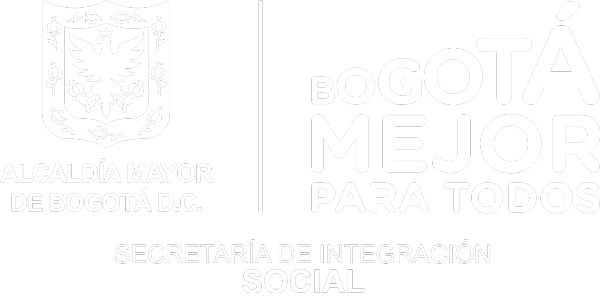 ALCALDÍA MAYOR
DE BOGOTÁ D.C.
BOGOTÁ
MEJOR
PARA TODOS
SECRETARÍA DE INTEGRACIÓN
SOCIAL